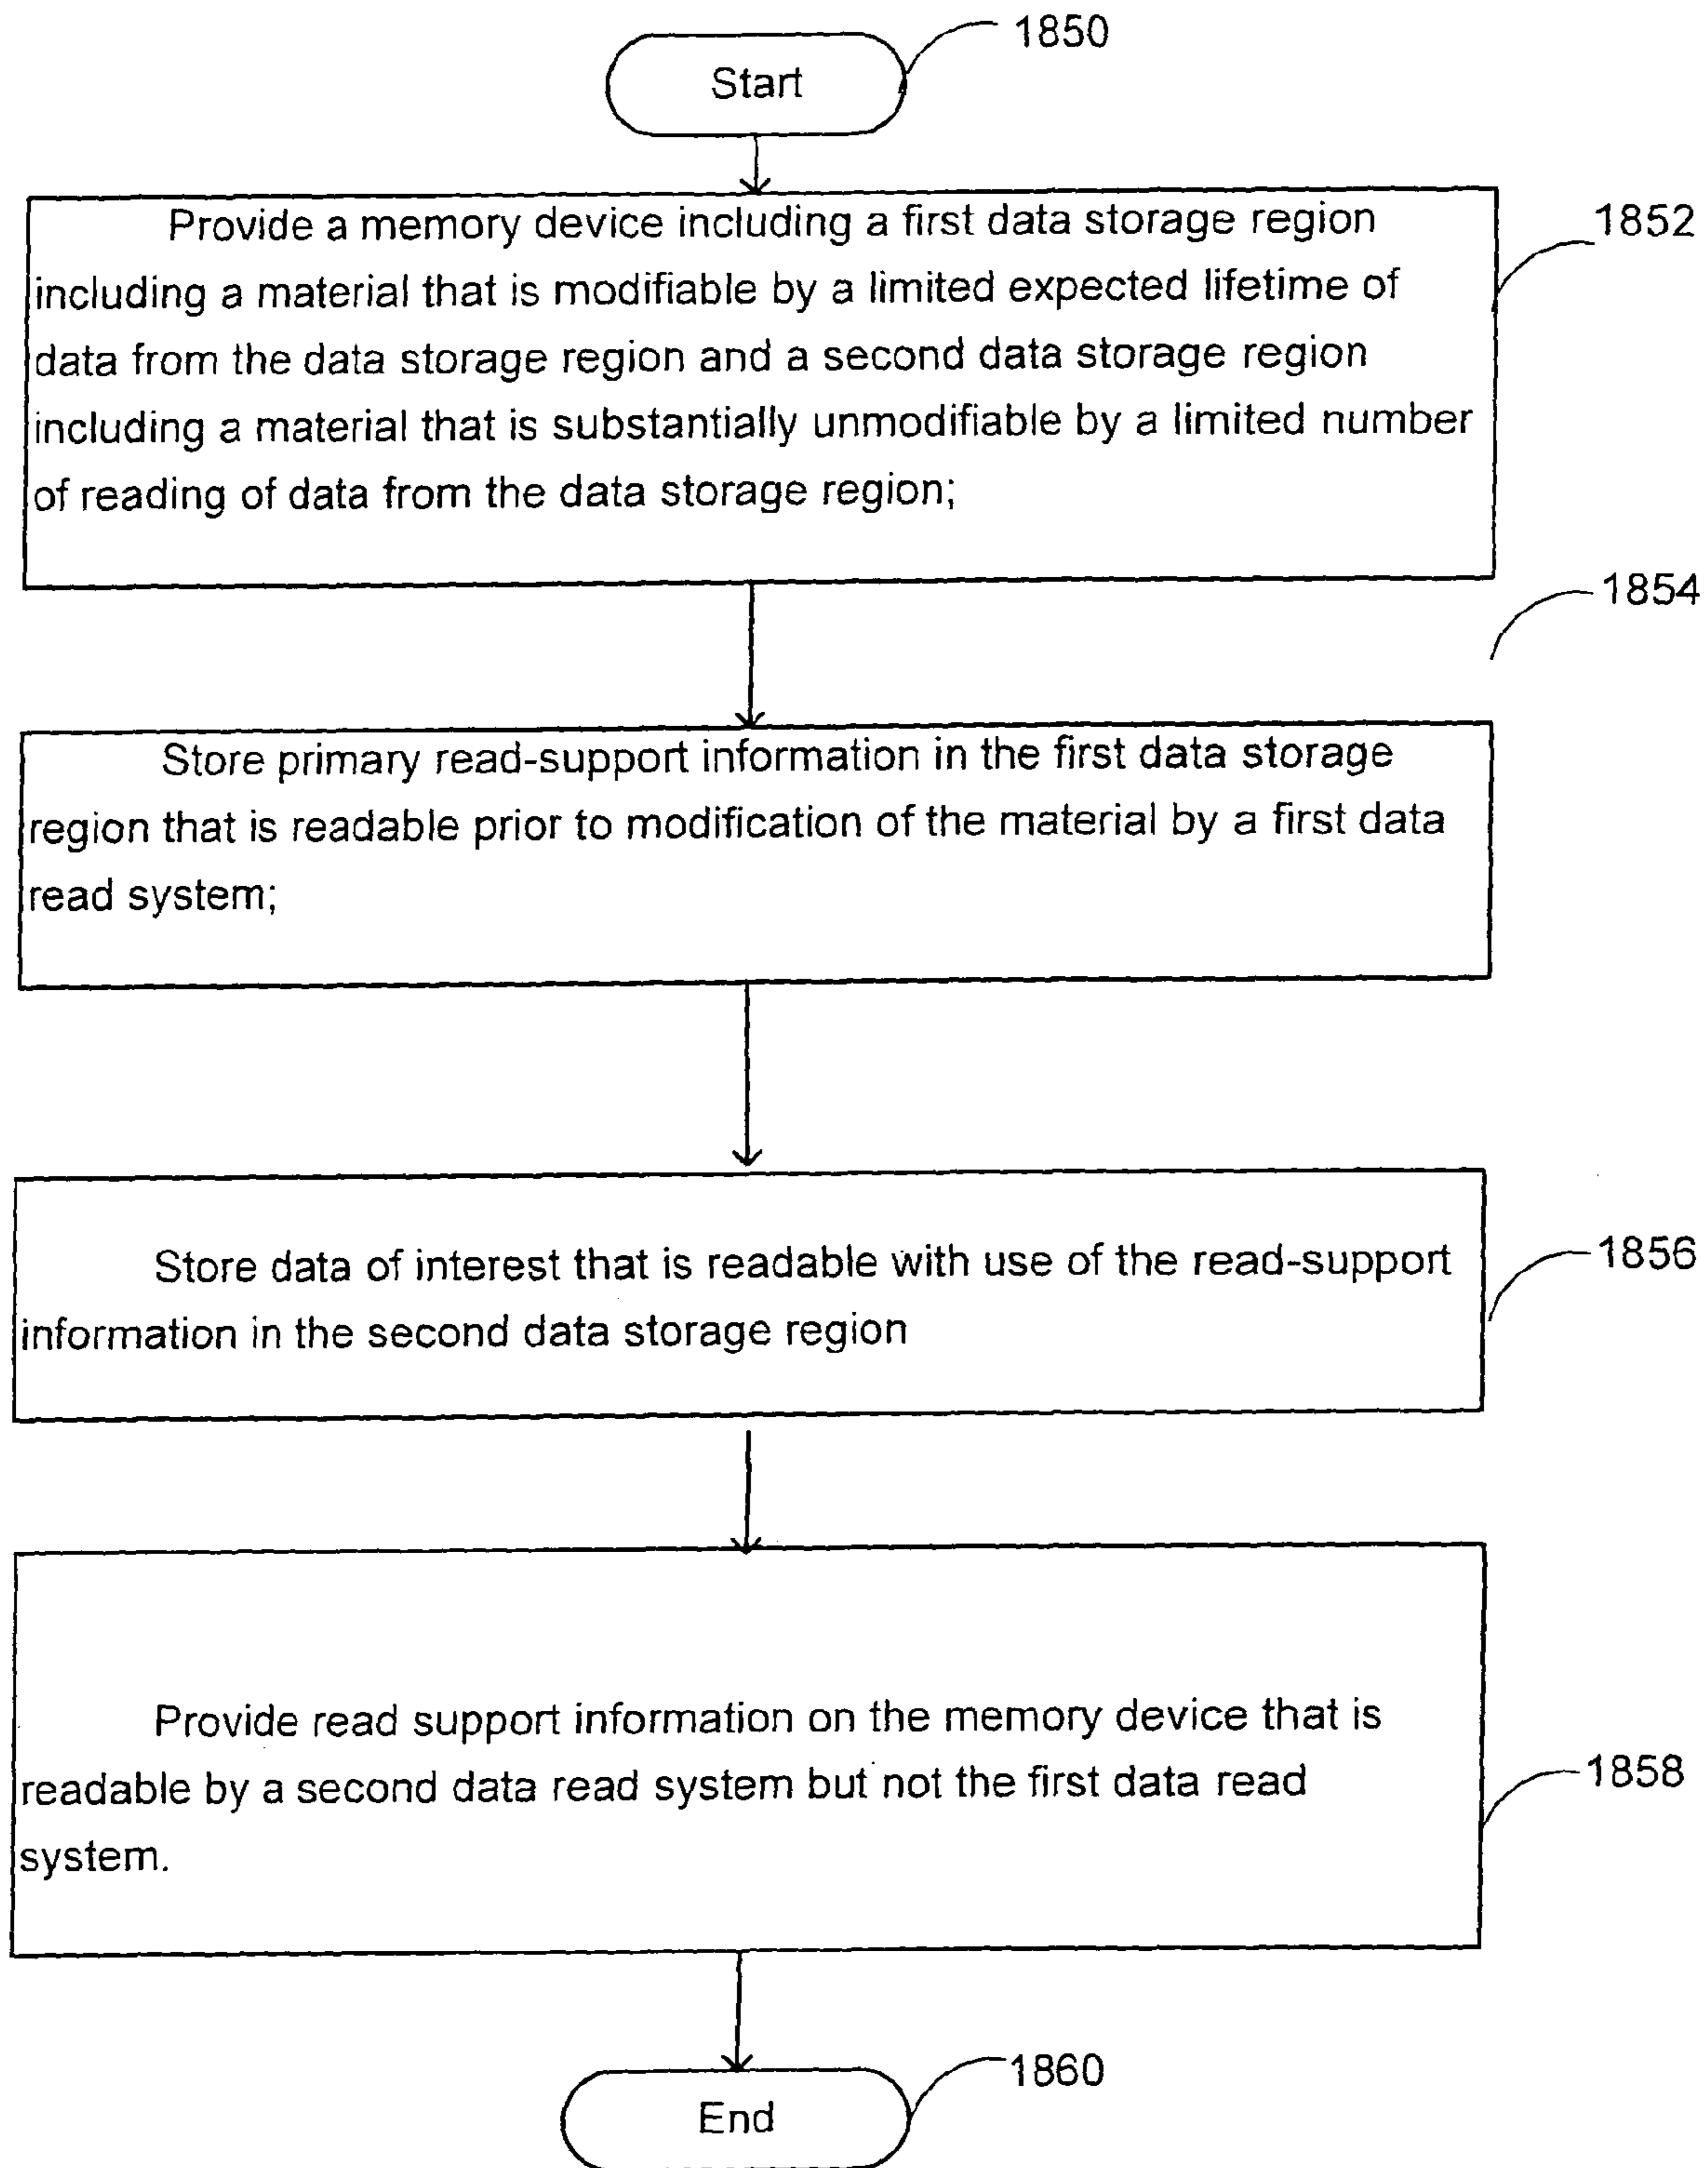 1850
Start
1852
Provide a memory device including a first data storage region
including a material that is modifiable by a limited expected lifetime of
data from the data storage region and a second data storage region
including a material that is substantially unmodifiable by a limited number
of reading of data from the data storage region;
1854
Store primary read-support information in the first data storage
region that is readable prior to modification of the material by a first data
read system;
Store data of interest that is readable with use of the read-support
1856
information in the second data storage region
Provide read support information on the memory device that is
readable by a second data read system but not the first data read
1858
system.
1860
End